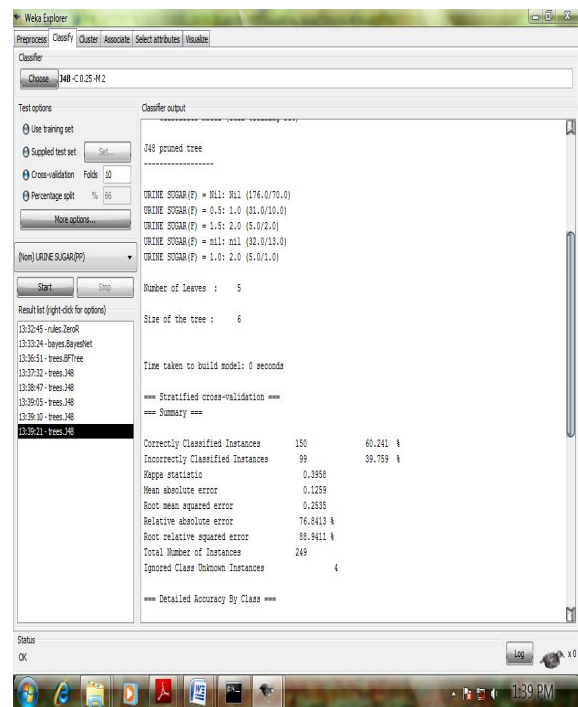 Weka Explorer
Preprocess Classify Cluster Associate Select attributes Visualize
Classifier
Choose J48 -C 0.25 -M 2
Test options
Use training set
Supplied test set Set...
Cross-validation Folds 10
Percentage split % 66
More options...
(Nom) URINE SUGAR(PP)
Start Stop
Result list (right-click for options)
13:32:45 - rules.ZeroR
13:33:24 - bayes.BayesNet
13:36:51 - trees.BFTree
13:37:32 - trees.J48
13:38:47 - trees.J48
13:39:05 - trees.J48
13:39:10 - trees.J48
13:39:21 - trees.J48
Classifier output
J48 pruned tree
------------------
URINE SUGAR(F) = Nil: Nil (176.0/70.0)
URINE SUGAR(F) = 0.5: 1.0 (31.0/10.0)
URINE SUGAR(F) = 1.5: 2.0 (5.0/2.0)
URINE SUGAR(F) = nil: nil (32.0/13.0)
URINE SUGAR(F) = 1.0: 2.0 (5.0/1.0)
Number of Leaves : 5
Size of the tree : 6
Time taken to build model: 0 seconds
=== Stratified cross-validation ===
=== Summary ===
Correctly Classified Instances 150 60.241 %
Incorrectly Classified Instances 99 39.759 %
Kappa statistic 0.3958
Mean absolute error 0.1259
Root mean squared error 0.2535
Relative absolute error 76.8413 %
Root relative squared error 88.9411 %
Total Number of Instances 249
Ignored Class Unknown Instances 4
=== Detailed Accuracy By Class ===
Status
OK
Log x 0
1:39 PM